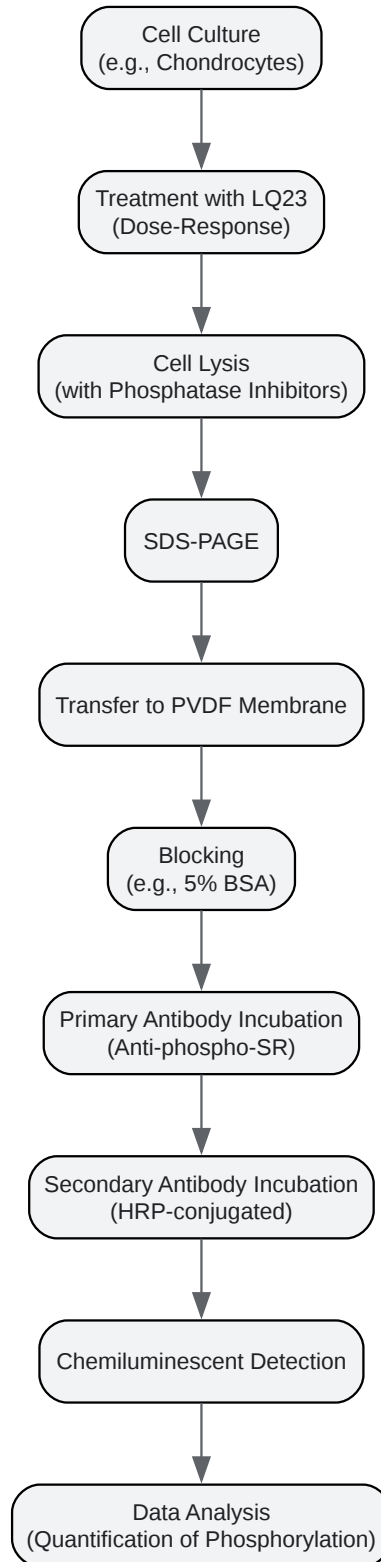 Cell Culture
(e.g., Chondrocytes)
Treatment with LQ23
(Dose-Response)
Cell Lysis
(with Phosphatase Inhibitors)
SDS-PAGE
Transfer to PVDF Membrane
Blocking
(e.g., 5% BSA)
Primary Antibody Incubation
(Anti-phospho-SR)
Secondary Antibody Incubation
(HRP-conjugated)
Chemiluminescent Detection
Data Analysis
(Quantification of Phosphorylation)